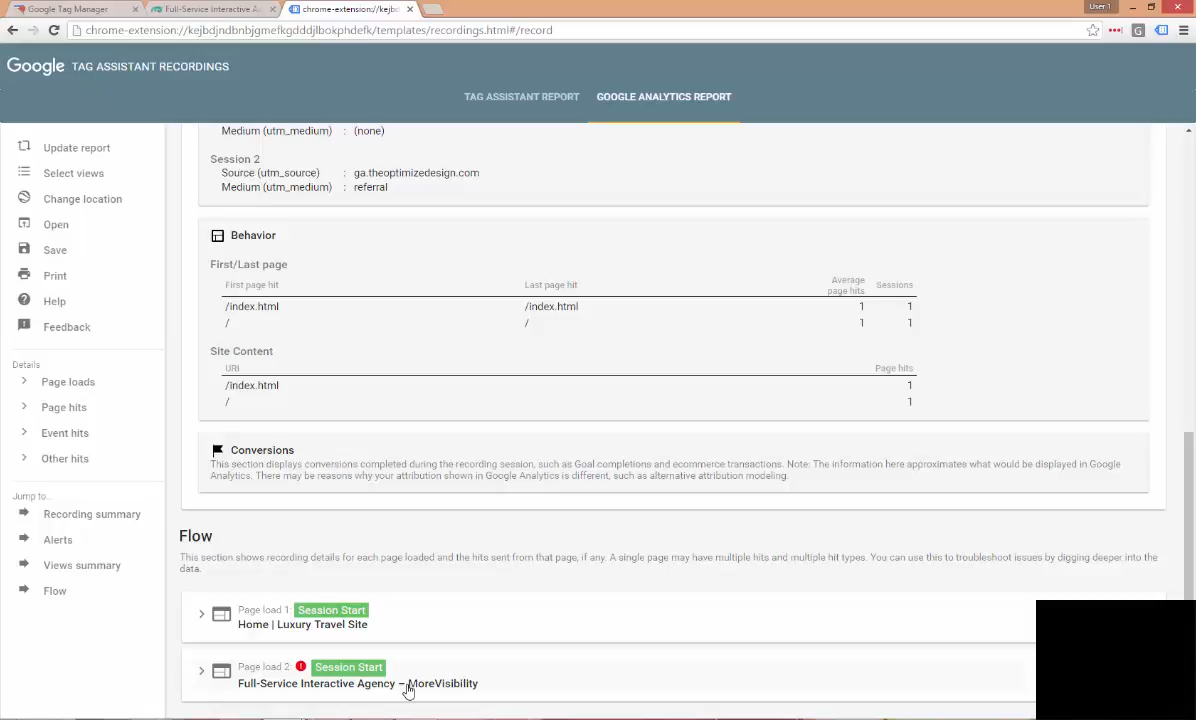 Google Tag Manager
Full-Service Interactive A
chrome-extension://kejbd
User 1
chrome-extension://kejbdjndbnbjgmefkgdddjlbokphdefk/templates/recordings.html#/record
Google TAG ASSISTANT RECORDINGS
TAG ASSISTANT REPORT
GOOGLE ANALYTICS REPORT
Update report
Select views
Change location
Open
Save
Print
Help
Feedback
Details
Page loads
Page hits
Event hits
Other hits
Jump to...
Recording summary
Alerts
Views summary
Flow
Medium (utm_medium) : (none)
Session 2
Source (utm_source) : ga.theoptimizedesign.com
Medium (utm_medium) : referral
Behavior
First/Last page
First page hit Last page hit Average page hits Sessions
/index.html /index.html 1 1
/ / 1 1
Site Content
URI Page hits
/index.html 1
/ 1
Conversions
This section displays conversions completed during the recording session, such as Goal completions and ecommerce transactions. Note: The information here approximates what would be displayed in Google
Analytics. There may be reasons why your attribution shown in Google Analytics is different, such as alternative attribution modeling.
Flow
This section shows recording details for each page loaded and the hits sent from that page, if any. A single page may have multiple hits and multiple hit types. You can use this to troubleshoot issues by digging deeper into the
data.
Page load 1: Session Start
Home | Luxury Travel Site
Page load 2: Session Start
Full-Service Interactive Agency – MoreVisibility